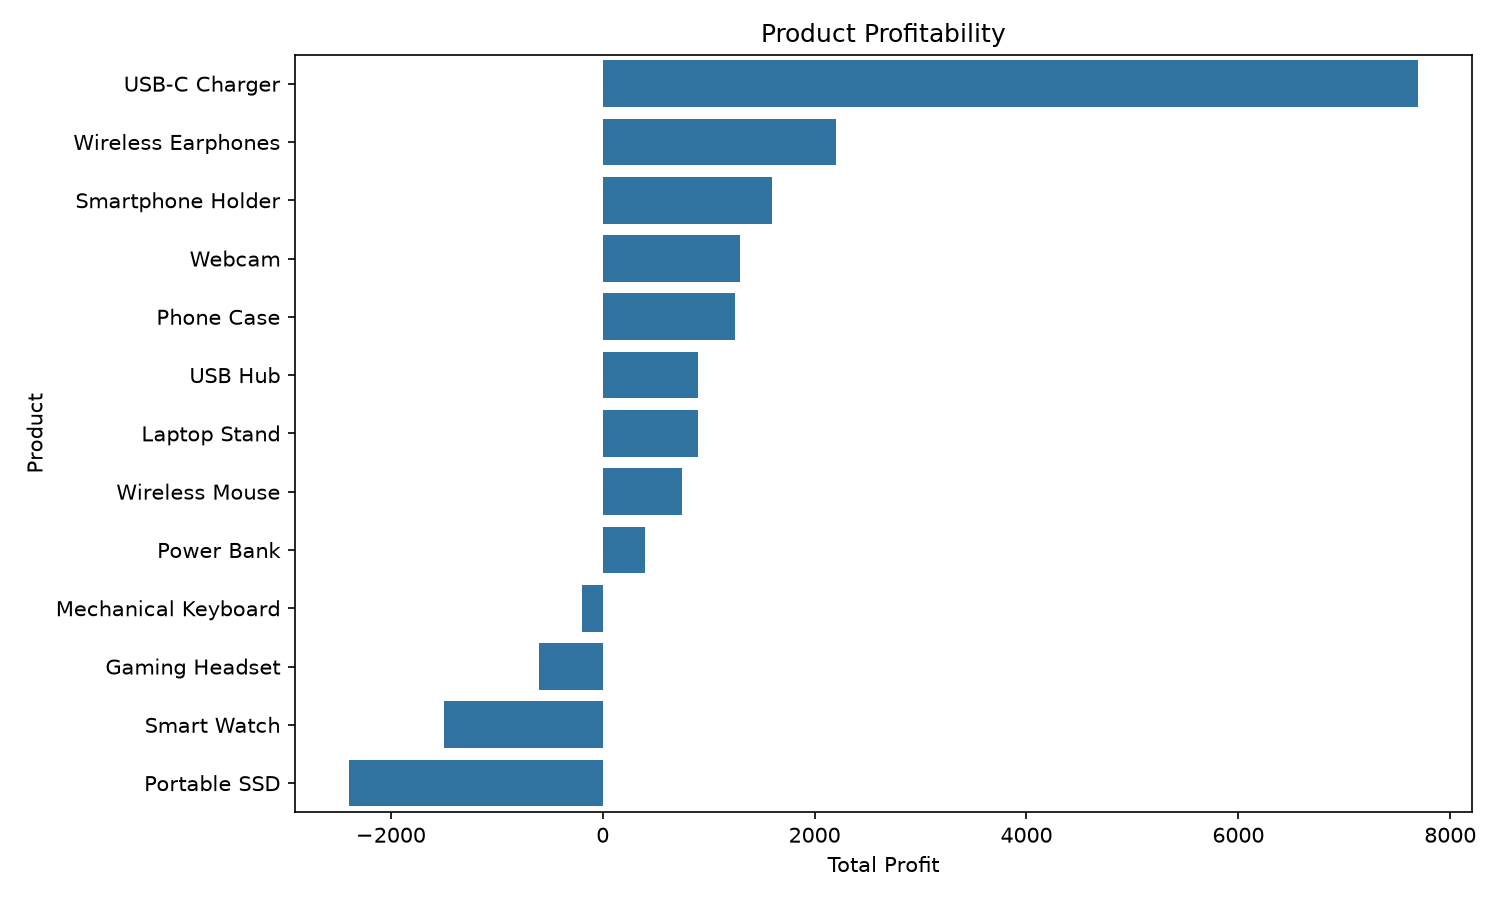 Product Profitability
Product
USB-C Charger
Wireless Earphones
Smartphone Holder
Webcam
Phone Case
USB Hub
Laptop Stand
Wireless Mouse
Power Bank
Mechanical Keyboard
Gaming Headset
Smart Watch
Portable SSD
−2000 0 2000 4000 6000 8000
Total Profit